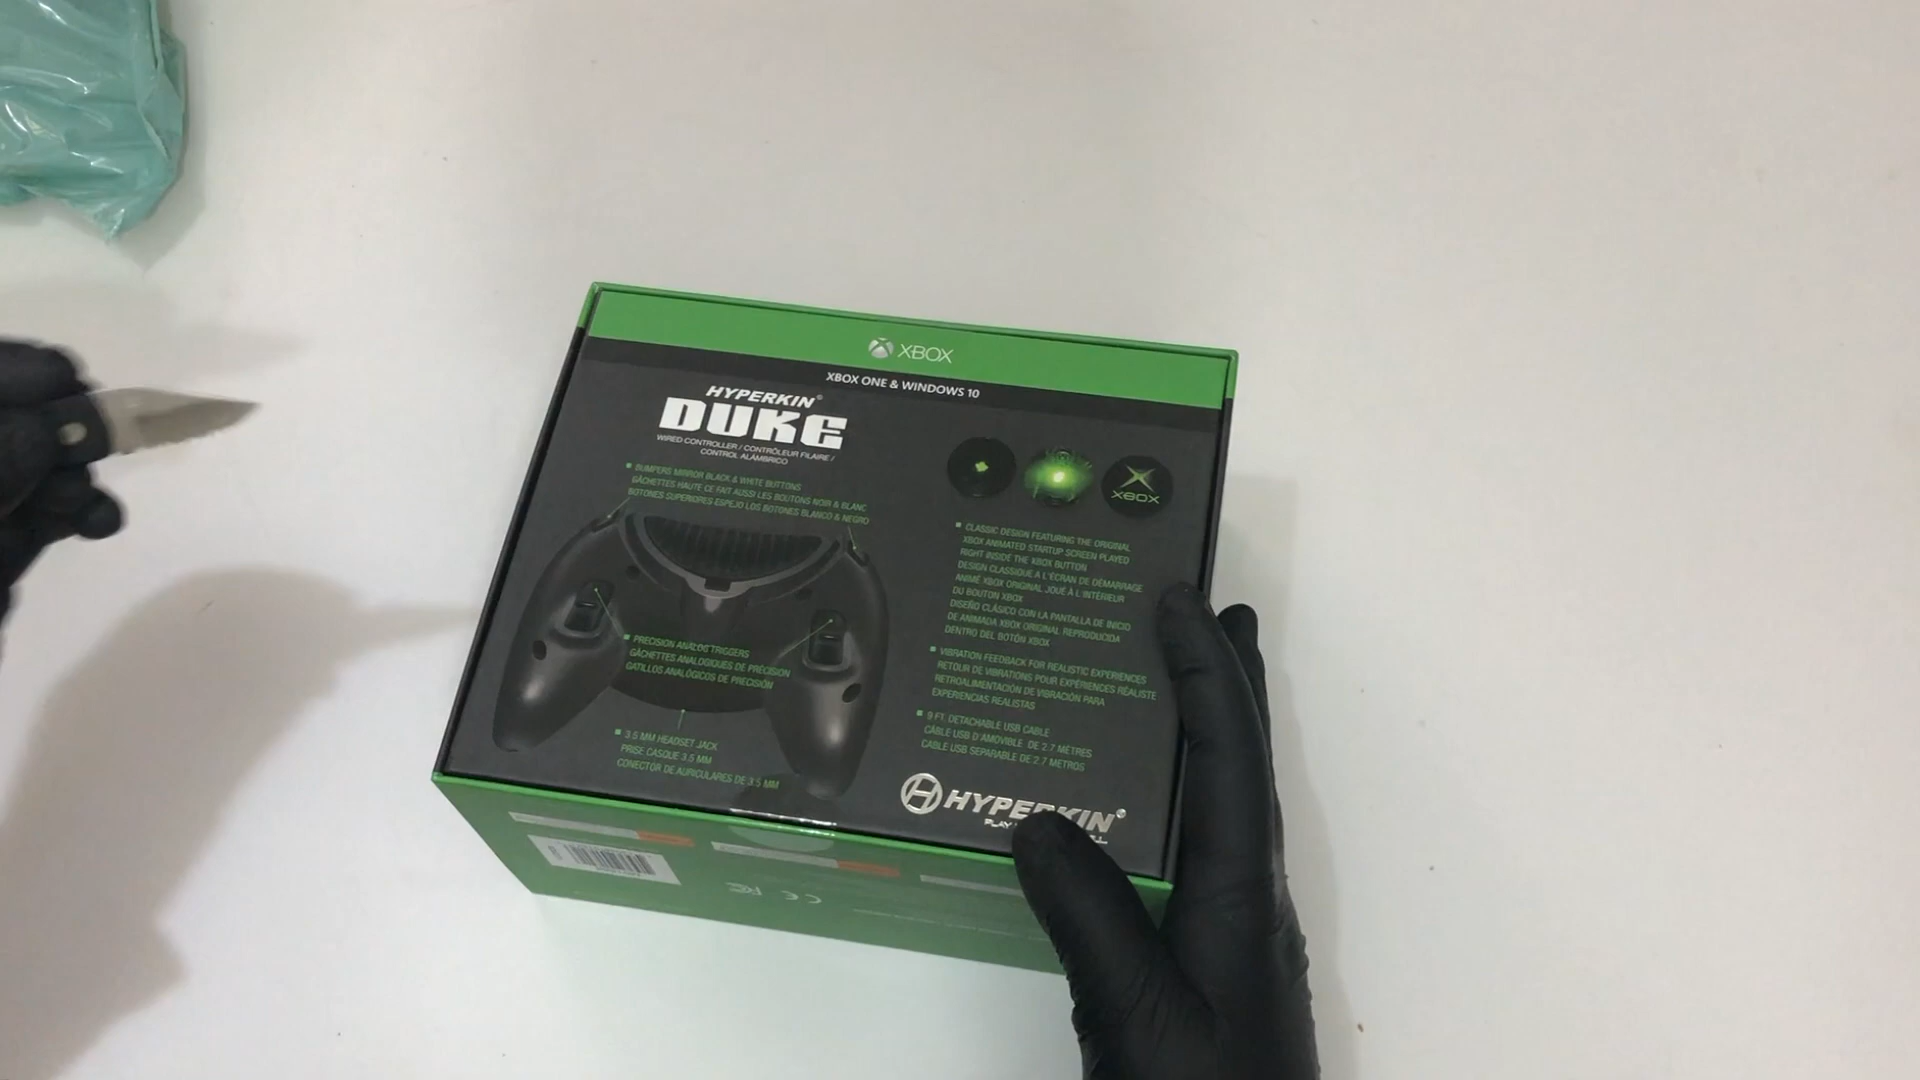 XBOX
XBOX ONE & WINDOWS 10
HYPERKIN®
DUKE
WIRED CONTROLLER / CONTRÔLEUR FILAIRE /
CONTROL ALÁMBRICO
BUMPERS MIRROR BLACK & WHITE BUTTONS
GÂCHETTES HAUTE CE FAIT AUSSI LES BOUTONS NOIR & BLANC
BOTONES SUPERIORES ESPEJO LOS BOTONES BLANCO & NEGRO
PRECISION ANALOG TRIGGERS
GÂCHETTES ANALOGIQUES DE PRÉCISION
GATILLOS ANALÓGICOS DE PRECISIÓN
3.5 MM HEADSET JACK
PRISE CASQUE 3.5 MM
CONECTOR DE AURICULARES DE 3.5 MM
XBOX
CLASSIC DESIGN FEATURING THE ORIGINAL
XBOX ANIMATED STARTUP SCREEN PLAYED
RIGHT INSIDE THE XBOX BUTTON
DESIGN CLASSIQUE A L'ÉCRAN DE DÉMARRAGE
ANIMÉ XBOX ORIGINAL JOUÉ À L'INTÉRIEUR
DU BOUTON XBOX
DISEÑO CLÁSICO CON LA PANTALLA DE INICIO
DE ANIMADA XBOX ORIGINAL REPRODUCIDA
DENTRO DEL BOTÓN XBOX
VIBRATION FEEDBACK FOR REALISTIC EXPERIENCES
RETOUR DE VIBRATIONS POUR EXPÉRIENCES RÉALISTE
RETROALIMENTACIÓN DE VIBRACIÓN PARA
EXPERIENCIAS REALISTAS
9 FT. DETACHABLE USB CABLE
CÂBLE USB D'AMOVIBLE DE 2.7 MÈTRES
CABLE USB SEPARABLE DE 2.7 METROS
HYPERKIN®
FC CE